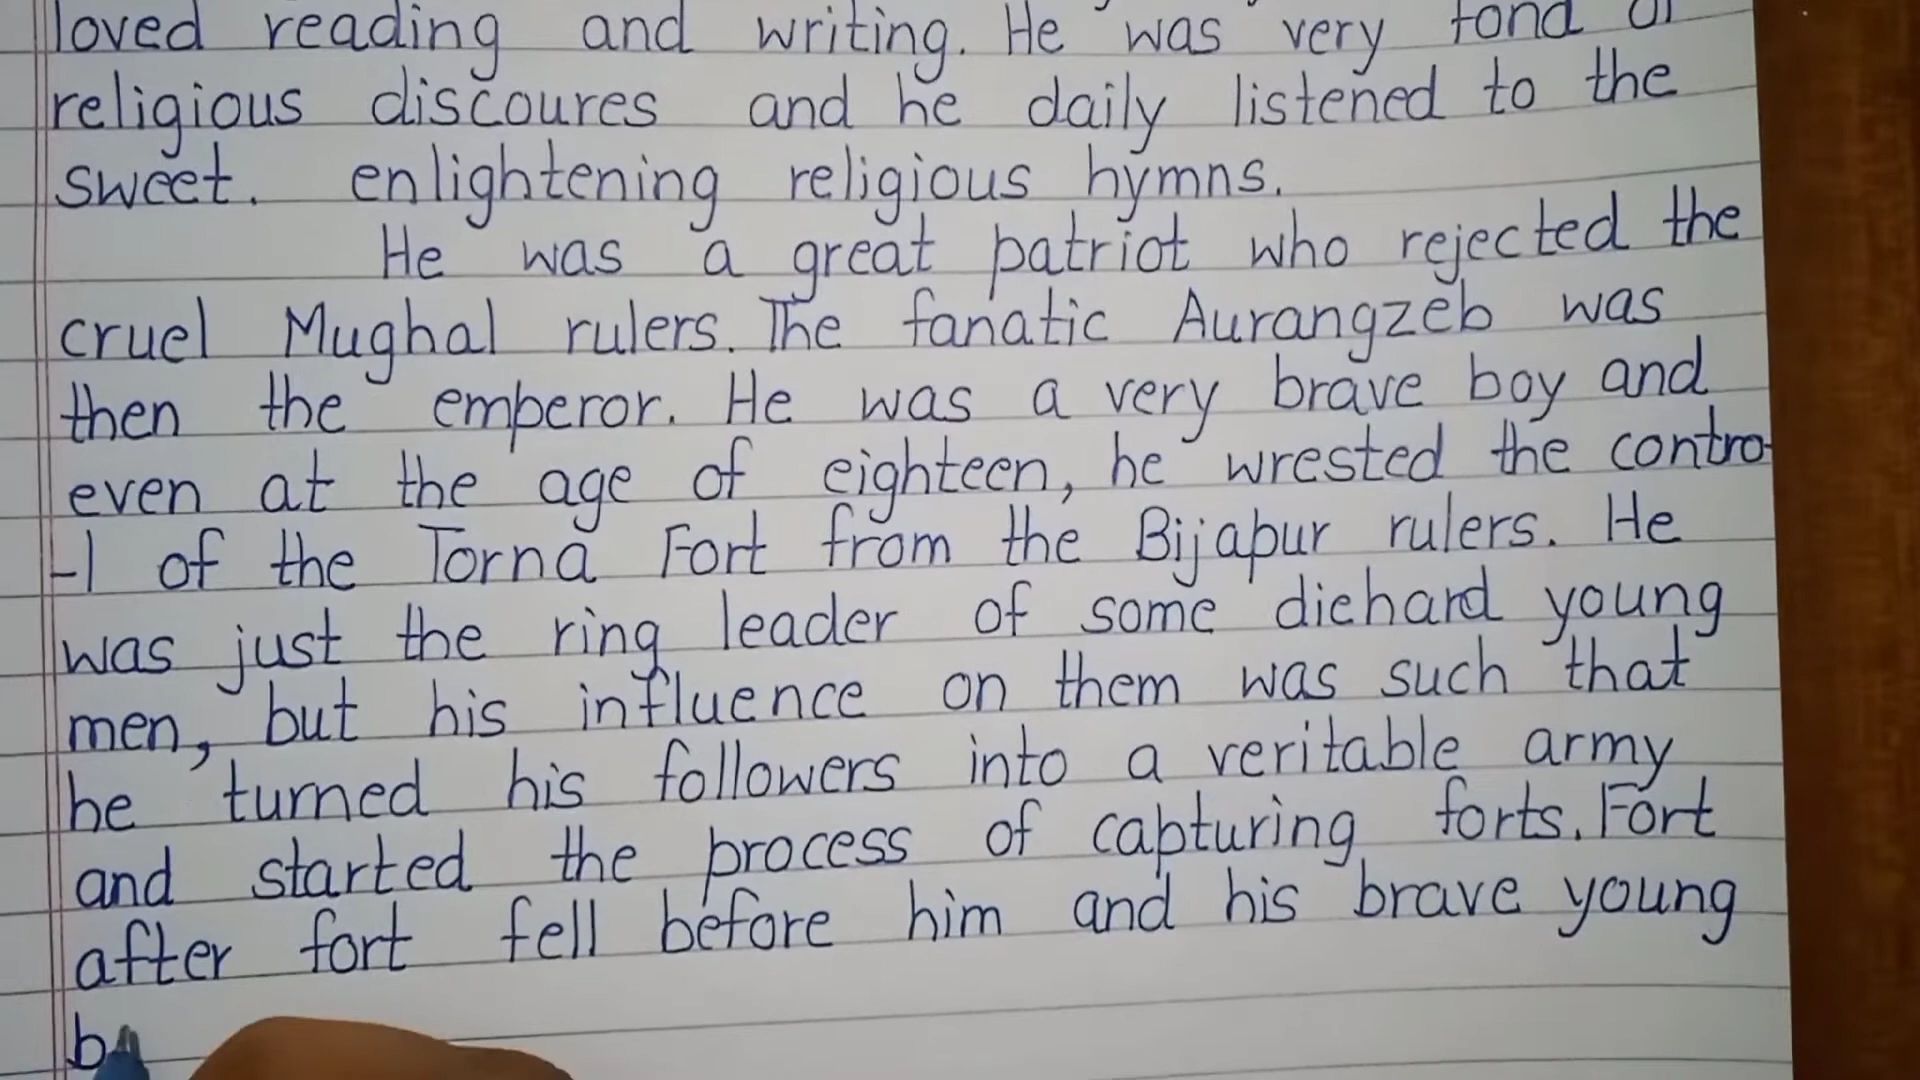 loved reading and writing. He was very fond of
religious discoures and he daily listened to the
sweet. enlightening religious hymns.
He was a great patriot who rejected the
cruel Mughal rulers. The fanatic Aurangzeb was
then the emperor. He was a very brave boy and
even at the age of eighteen, he wrested the contro-
-l of the Torna Fort from the Bijapur rulers. He
was just the ring leader of some diehard young
men, but his influence on them was such that
he turned his followers into a veritable army
and started the process of capturing forts. Fort
after fort fell before him and his brave young
b